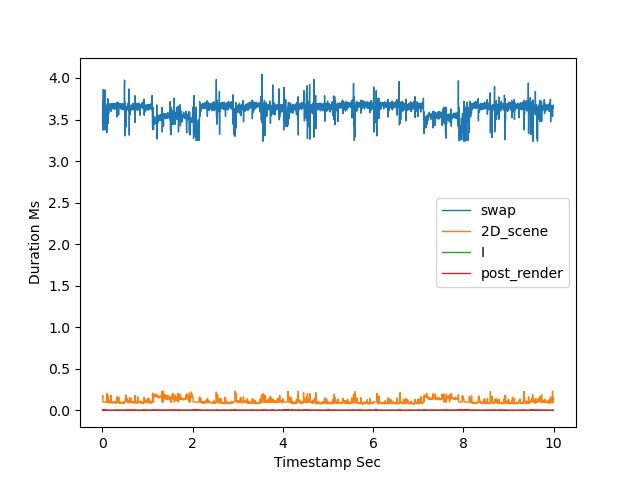 4.0
3.5
3.0
2.5
2.0
1.5
1.0
0.5
0.0
Duration Ms
swap
2D_scene
I
post_render
0 2 4 6 8 10
Timestamp Sec